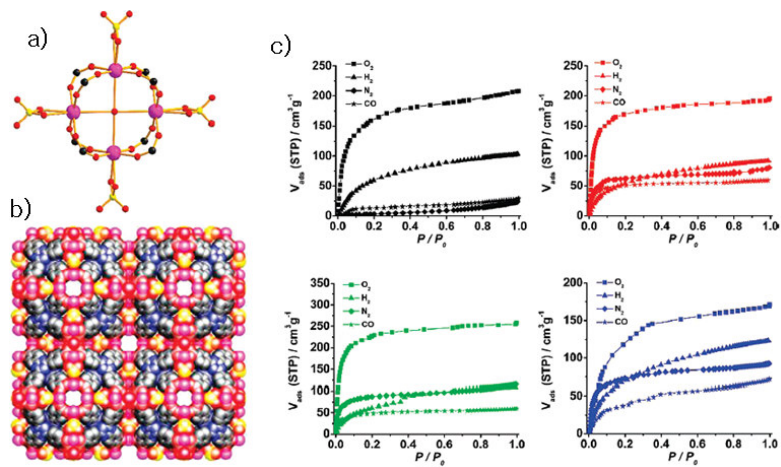 a)
b)
c)
V_ads (STP) / cm³g⁻¹
250
200
150
100
50
0
O₂
H₂
N₂
CO
0.0 0.2 0.4 0.6 0.8 1.0
P / P₀
V_ads (STP) / cm³g⁻¹
250
200
150
100
50
0
O₂
H₂
N₂
CO
0.0 0.2 0.4 0.6 0.8 1.0
P / P₀
V_ads (STP) / cm³g⁻¹
350
300
250
200
150
100
50
0
O₂
H₂
N₂
CO
0.0 0.2 0.4 0.6 0.8 1.0
P / P₀
V_ads (STP) / cm³g⁻¹
200
150
100
50
0
O₂
H₂
N₂
CO
0.0 0.2 0.4 0.6 0.8 1.0
P / P₀